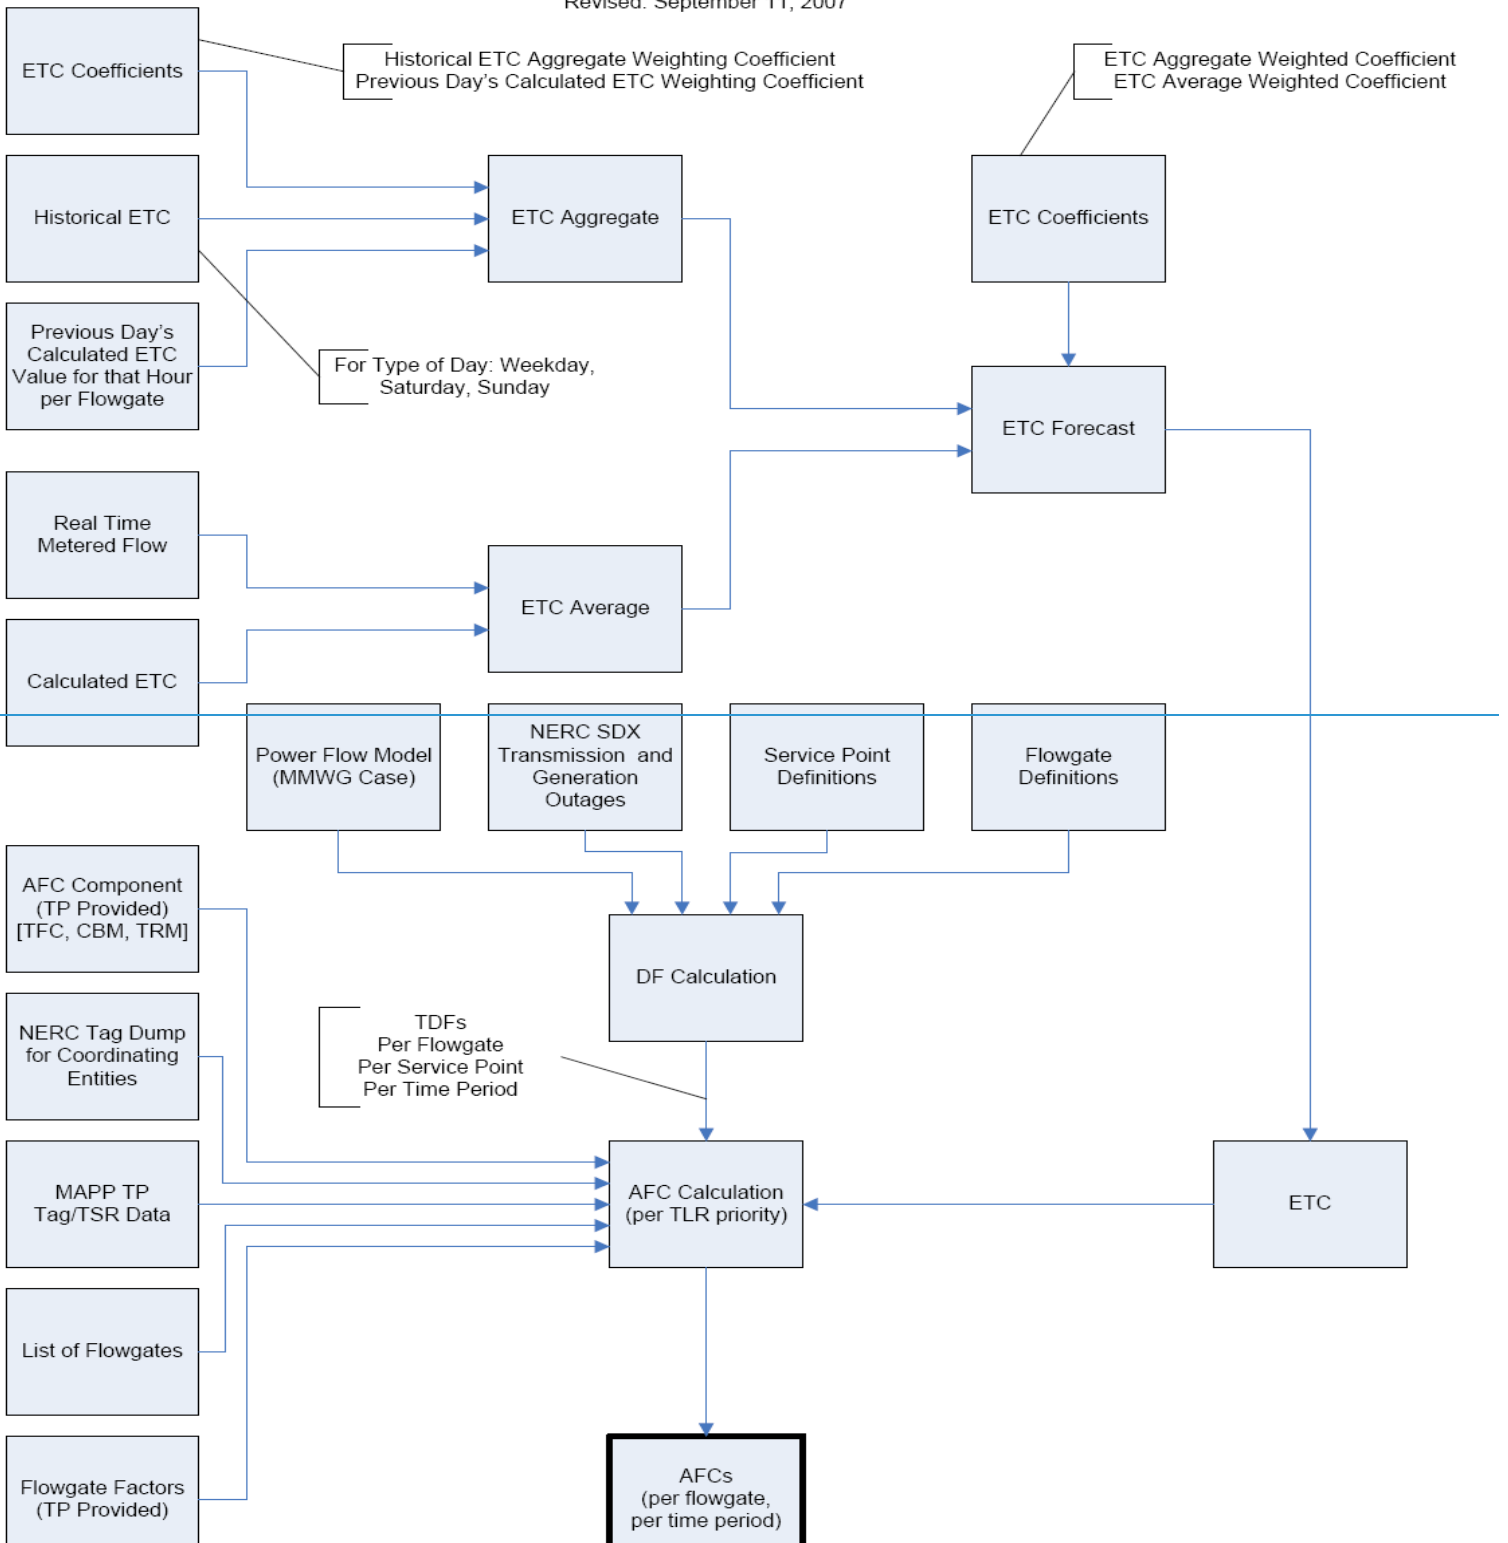 Revised: September 11, 2007
ETC Coefficients
Historical ETC Aggregate Weighting Coefficient
Previous Day's Calculated ETC Weighting Coefficient
ETC Aggregate Weighted Coefficient
ETC Average Weighted Coefficient
Historical ETC
ETC Aggregate
ETC Coefficients
Previous Day's
Calculated ETC
Value for that Hour
per Flowgate
For Type of Day: Weekday,
Saturday, Sunday
ETC Forecast
Real Time
Metered Flow
ETC Average
Calculated ETC
Power Flow Model
(MMWG Case)
NERC SDX
Transmission and
Generation
Outages
Service Point
Definitions
Flowgate
Definitions
AFC Component
(TP Provided)
[TFC, CBM, TRM]
DF Calculation
NERC Tag Dump
for Coordinating
Entities
TDFs
Per Flowgate
Per Service Point
Per Time Period
MAPP TP
Tag/TSR Data
AFC Calculation
(per TLR priority)
ETC
List of Flowgates
Flowgate Factors
(TP Provided)
AFCs
(per flowgate,
per time period)